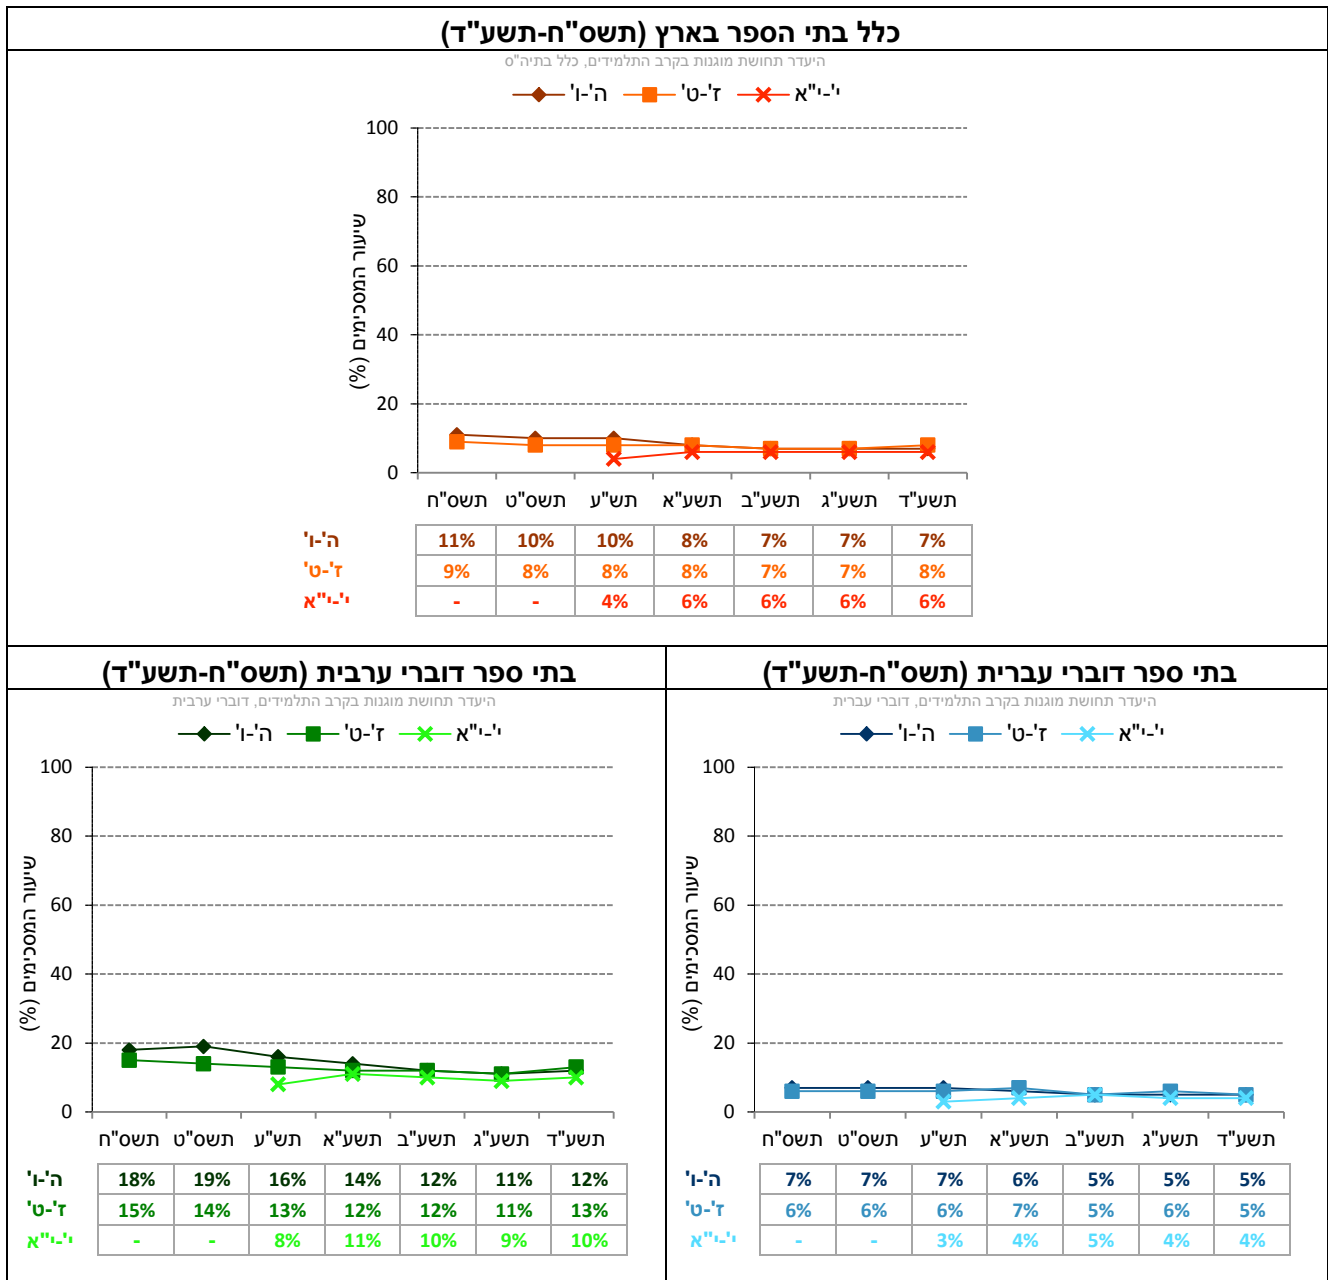 כלל בתי הספר בארץ (תשס"ח-תשע"ד)
היעדר תחושת מוגנות בקרב התלמידים, כלל בתיה"ס
ה'-ו' ז'-ט' י'-י"א
שיעור המסכימים (%)
100
80
60
40
20
0
תשס"ח תשס"ט תש"ע תשע"א תשע"ב תשע"ג תשע"ד
ה'-ו' 11% 10% 10% 8% 7% 7% 7%
ז'-ט' 9% 8% 8% 8% 7% 7% 8%
י'-י"א - - 4% 6% 6% 6% 6%
בתי ספר דוברי עברית (תשס"ח-תשע"ד)
היעדר תחושת מוגנות בקרב התלמידים, דוברי עברית
ה'-ו' ז'-ט' י'-י"א
שיעור המסכימים (%)
100
80
60
40
20
0
תשס"ח תשס"ט תש"ע תשע"א תשע"ב תשע"ג תשע"ד
ה'-ו' 7% 7% 7% 6% 5% 5% 5%
ז'-ט' 6% 6% 6% 7% 5% 6% 5%
י'-י"א - - 3% 4% 5% 4% 4%
בתי ספר דוברי ערבית (תשס"ח-תשע"ד)
היעדר תחושת מוגנות בקרב התלמידים, דוברי ערבית
ה'-ו' ז'-ט' י'-י"א
שיעור המסכימים (%)
100
80
60
40
20
0
תשס"ח תשס"ט תש"ע תשע"א תשע"ב תשע"ג תשע"ד
ה'-ו' 18% 19% 16% 14% 12% 11% 12%
ז'-ט' 15% 14% 13% 12% 12% 11% 13%
י'-י"א - - 8% 11% 10% 9% 10%